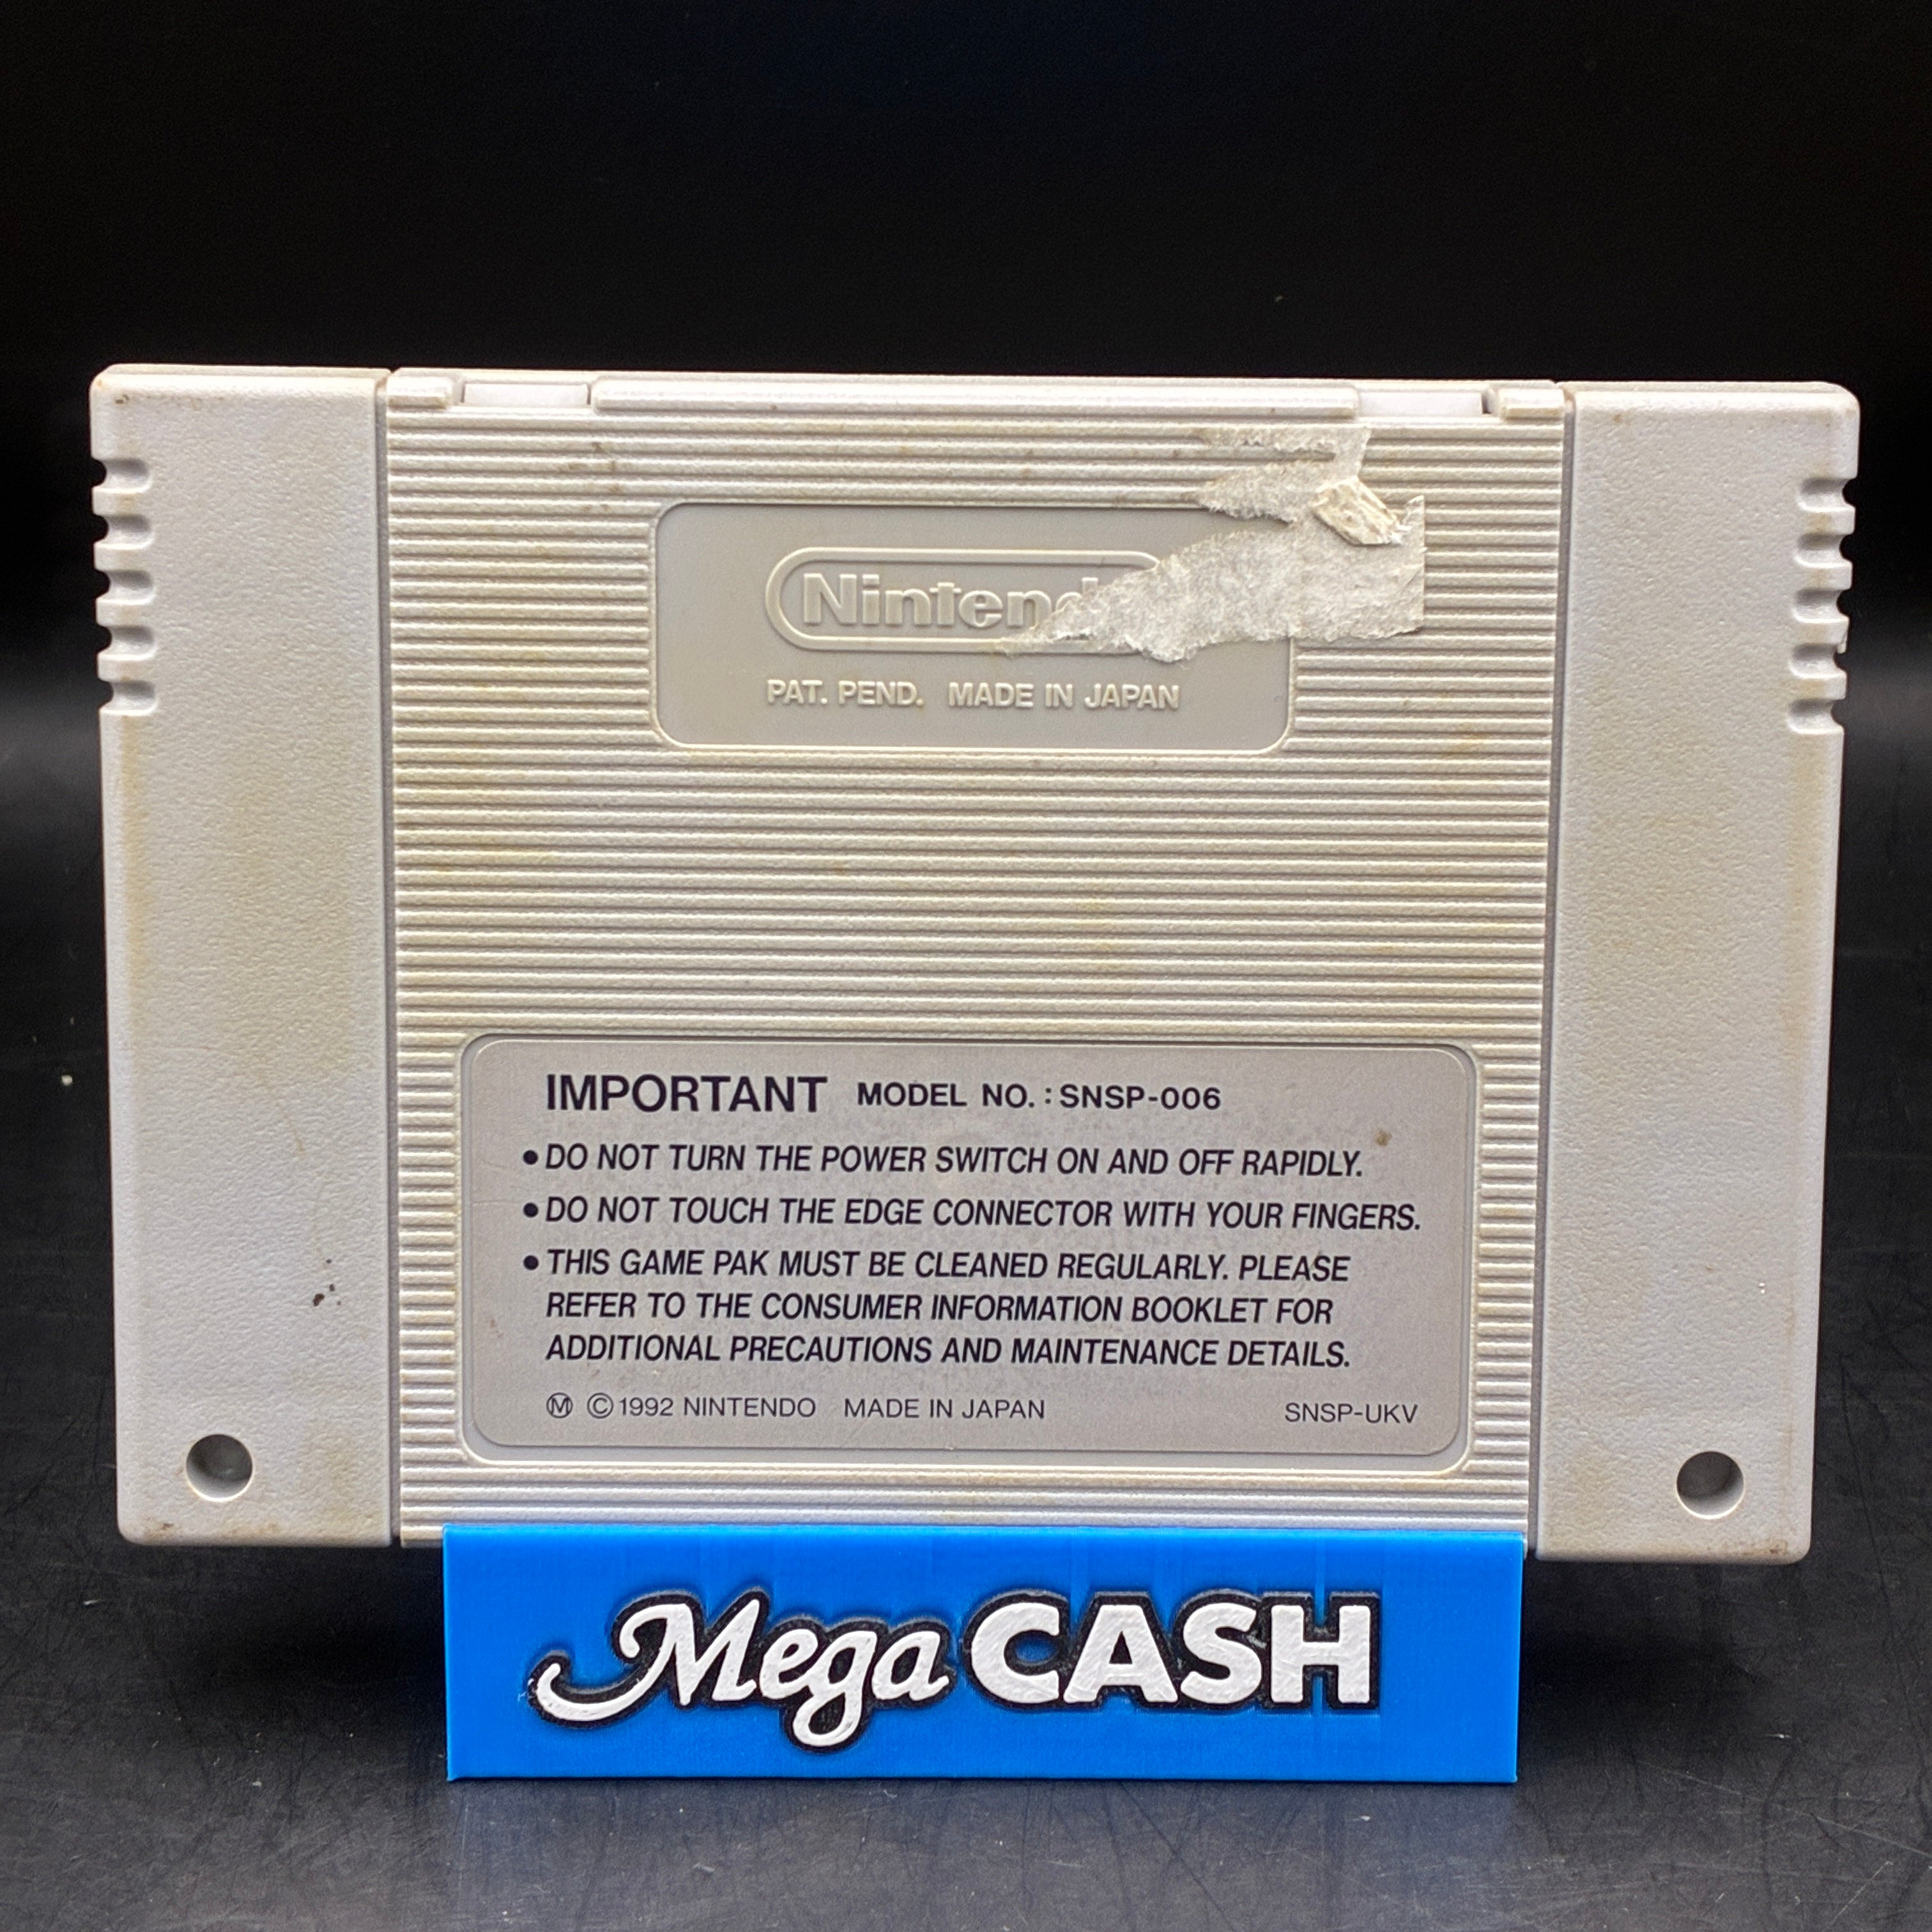 PAT. PEND. MADE IN JAPAN
IMPORTANT MODEL NO. : SNSP-006
• DO NOT TURN THE POWER SWITCH ON AND OFF RAPIDLY.
• DO NOT TOUCH THE EDGE CONNECTOR WITH YOUR FINGERS.
• THIS GAME PAK MUST BE CLEANED REGULARLY. PLEASE
REFER TO THE CONSUMER INFORMATION BOOKLET FOR
ADDITIONAL PRECAUTIONS AND MAINTENANCE DETAILS.
Ⓜ ©1992 NINTENDO MADE IN JAPAN SNSP-UKV
Mega CASH